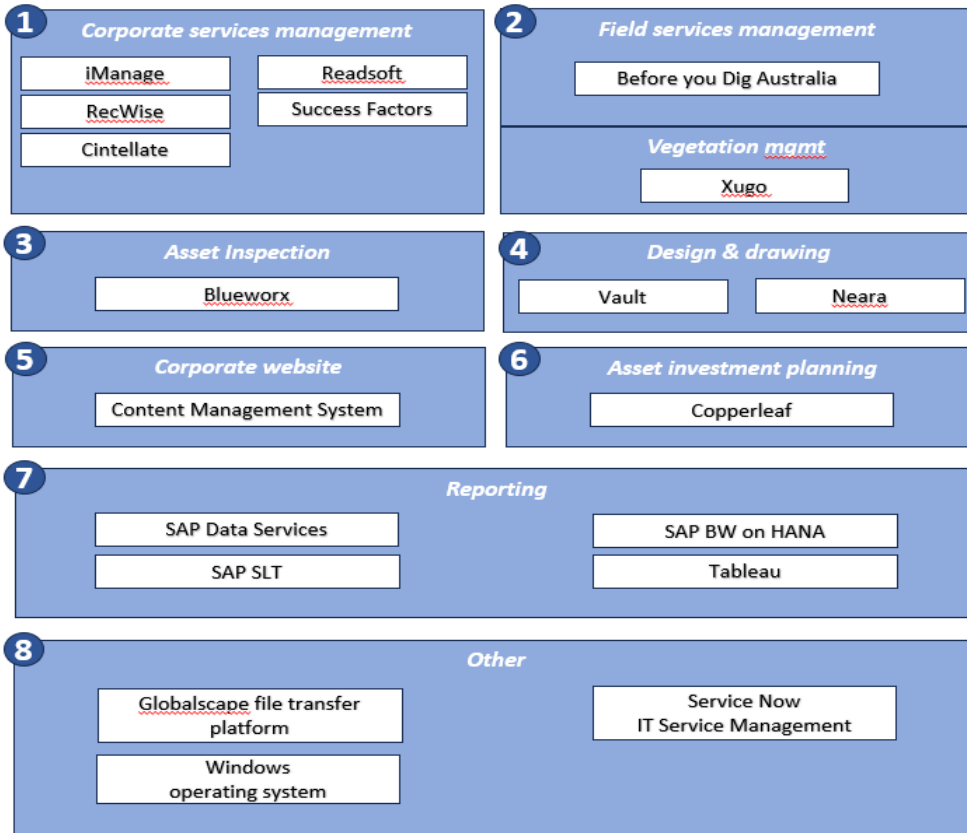 1
Corporate services management
iManage
Readsoft
RecWise
Success Factors
Cintellate
2
Field services management
Before you Dig Australia
Vegetation mgmt
Xugo
3
Asset Inspection
Blueworx
4
Design & drawing
Vault
Neara
5
Corporate website
Content Management System
6
Asset investment planning
Copperleaf
7
Reporting
SAP Data Services
SAP BW on HANA
SAP SLT
Tableau
8
Other
Globalscape file transfer
platform
Service Now
IT Service Management
Windows
operating system